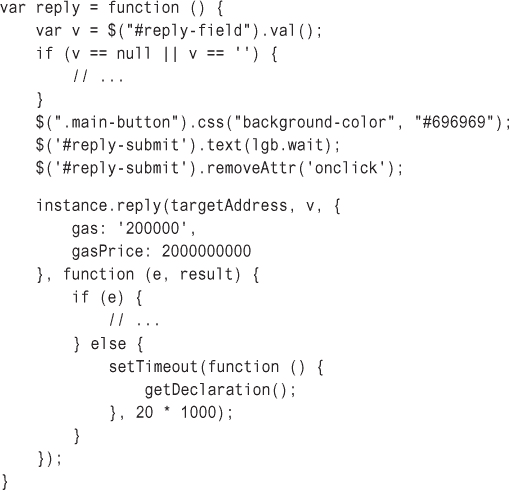 var reply = function () {
    var v = $("#reply-field").val();
    if (v == null || v == '') {
        // ...
    }
    $(".main-button").css("background-color", "#696969");
    $('#reply-submit').text(lgb.wait);
    $('#reply-submit').removeAttr('onclick');
    instance.reply(targetAddress, v, {
        gas: '200000',
        gasPrice: 2000000000
    }, function (e, result) {
        if (e) {
            // ...
        } else {
            setTimeout(function () {
                getDeclaration();
            }, 20 * 1000);
        }
    });
}